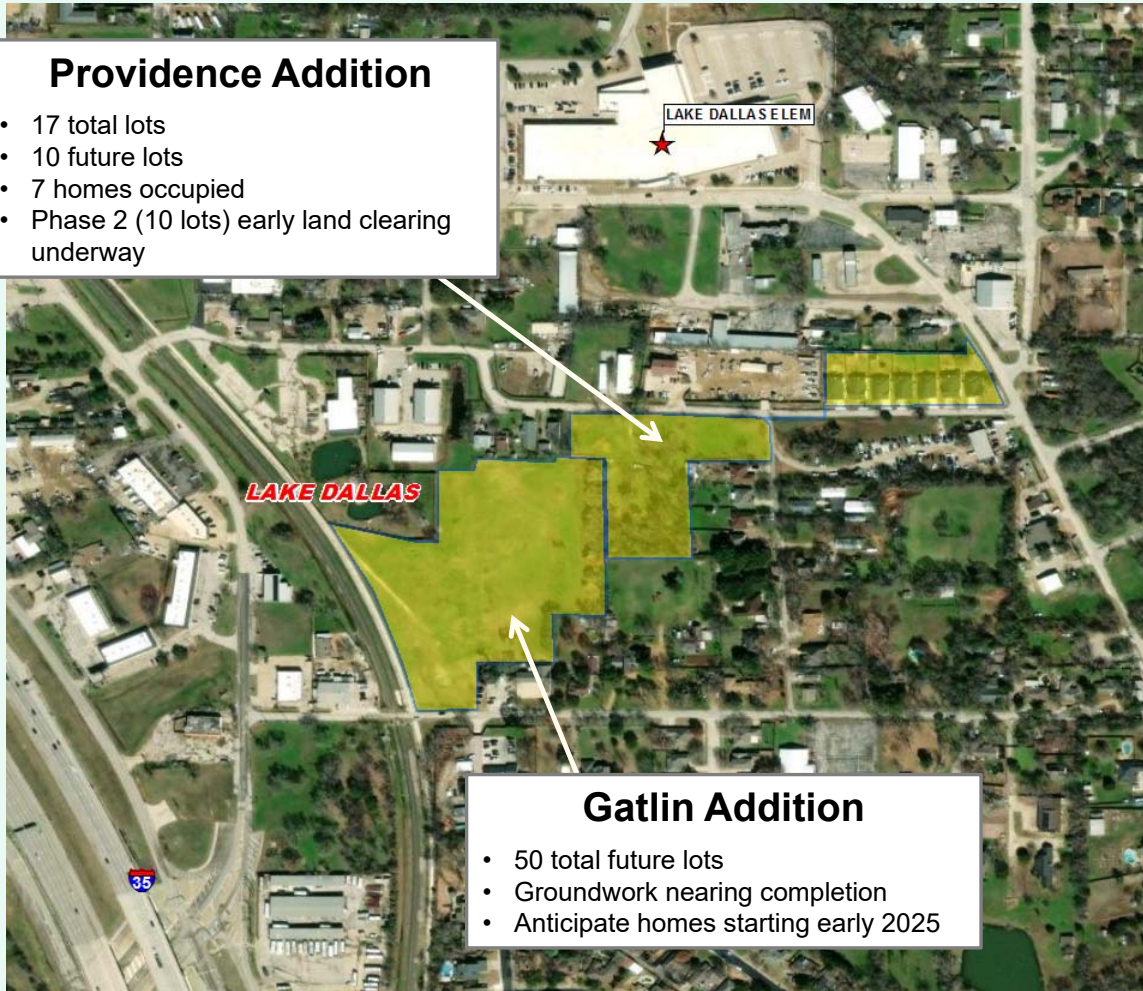 Providence Addition
• 17 total lots
• 10 future lots
• 7 homes occupied
• Phase 2 (10 lots) early land clearing
underway
LAKE DALLAS ELEM
LAKE DALLAS
Gatlin Addition
• 50 total future lots
• Groundwork nearing completion
• Anticipate homes starting early 2025
35